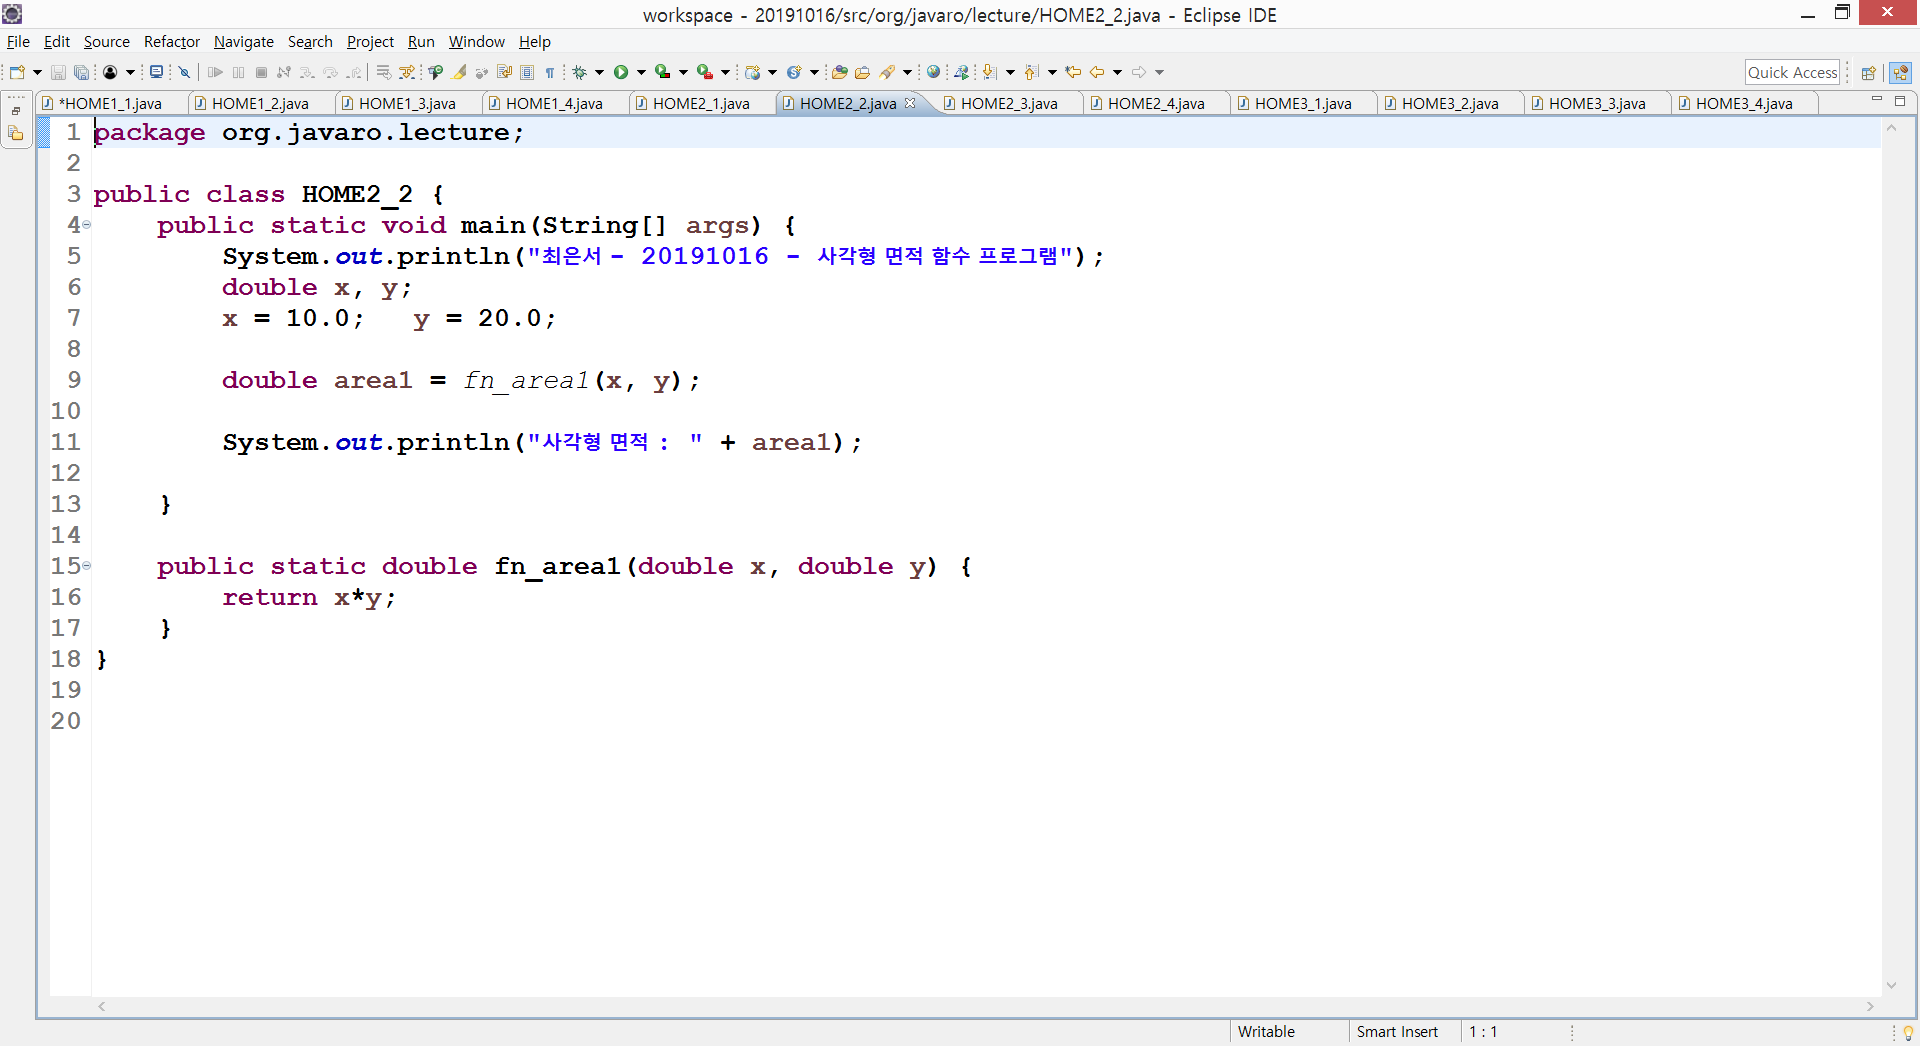 workspace - 20191016/src/org/javaro/lecture/HOME2_2.java - Eclipse IDE
File Edit Source Refactor Navigate Search Project Run Window Help
Quick Access
*HOME1_1.java HOME1_2.java HOME1_3.java HOME1_4.java HOME2_1.java HOME2_2.java HOME2_3.java HOME2_4.java HOME3_1.java HOME3_2.java HOME3_3.java HOME3_4.java
1 package org.javaro.lecture;
2
3 public class HOME2_2 {
4 public static void main(String[] args) {
5 System.out.println("최은서 - 20191016 - 사각형 면적 함수 프로그램");
6 double x, y;
7 x = 10.0; y = 20.0;
8
9 double area1 = fn_area1(x, y);
10
11 System.out.println("사각형 면적 : " + area1);
12
13 }
14
15 public static double fn_area1(double x, double y) {
16 return x*y;
17 }
18 }
19
20
Writable Smart Insert 1 : 1